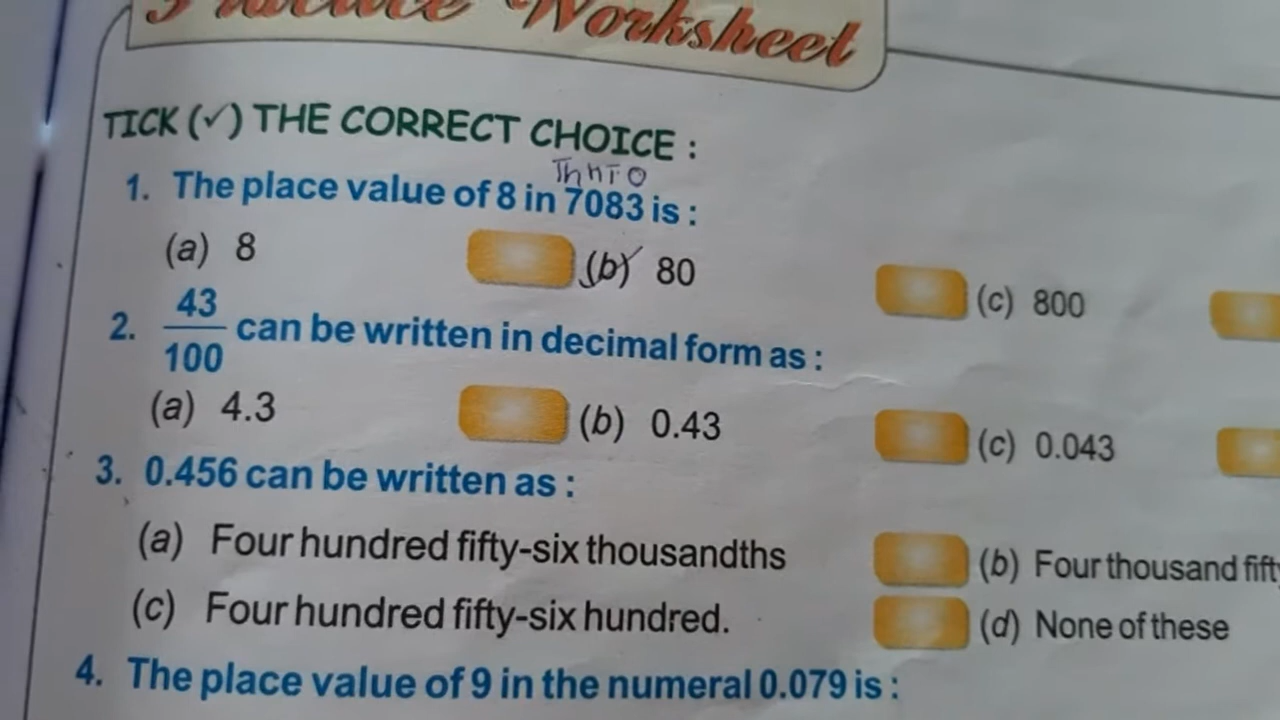 Practice Worksheet
TICK (✓) THE CORRECT CHOICE :
Th H T O
1. The place value of 8 in 7083 is :
(a) 8 (b) 80 (c) 800
2. 43/100 can be written in decimal form as :
(a) 4.3 (b) 0.43 (c) 0.043
3. 0.456 can be written as :
(a) Four hundred fifty-six thousandths (b) Four thousand fift
(c) Four hundred fifty-six hundred. (d) None of these
4. The place value of 9 in the numeral 0.079 is :